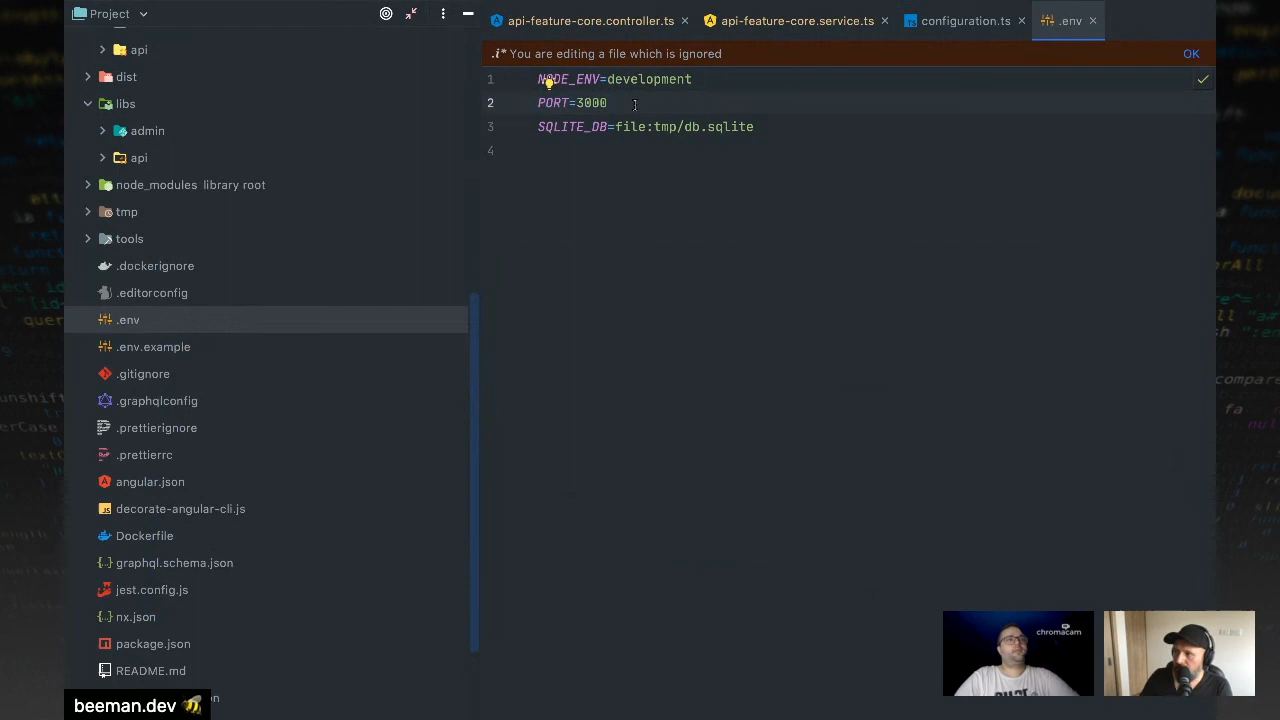 Project
api
dist
libs
admin
api
node_modules library root
tmp
tools
.dockerignore
.editorconfig
.env
.env.example
.gitignore
.graphqlconfig
.prettierignore
.prettierrc
angular.json
decorate-angular-cli.js
Dockerfile
graphql.schema.json
jest.config.js
nx.json
package.json
README.md
api-feature-core.controller.ts
api-feature-core.service.ts
configuration.ts
.env
.i* You are editing a file which is ignored
OK
1 NODE_ENV=development
2 PORT=3000
3 SQLITE_DB=file:tmp/db.sqlite
4
chromacam
beeman.dev